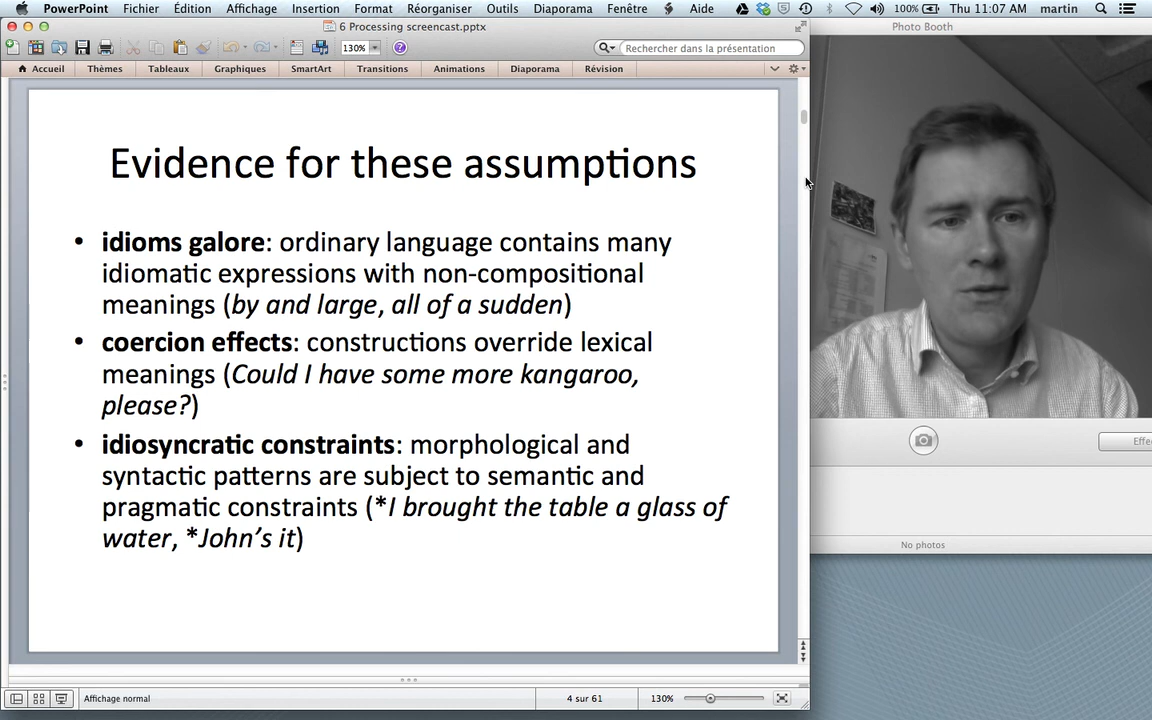 PowerPoint Fichier Édition Affichage Insertion Format Réorganiser Outils Diaporama Fenêtre Aide 100% Thu 11:07 AM martin
6 Processing screencast.pptx
Photo Booth
130% Rechercher dans la présentation
Accueil Thèmes Tableaux Graphiques SmartArt Transitions Animations Diaporama Révision
Evidence for these assumptions
• idioms galore: ordinary language contains many
idiomatic expressions with non-compositional
meanings (by and large, all of a sudden)
• coercion effects: constructions override lexical
meanings (Could I have some more kangaroo,
please?)
• idiosyncratic constraints: morphological and
syntactic patterns are subject to semantic and
pragmatic constraints (*I brought the table a glass of
water, *John's it)
Effe
No photos
Affichage normal 4 sur 61 130%